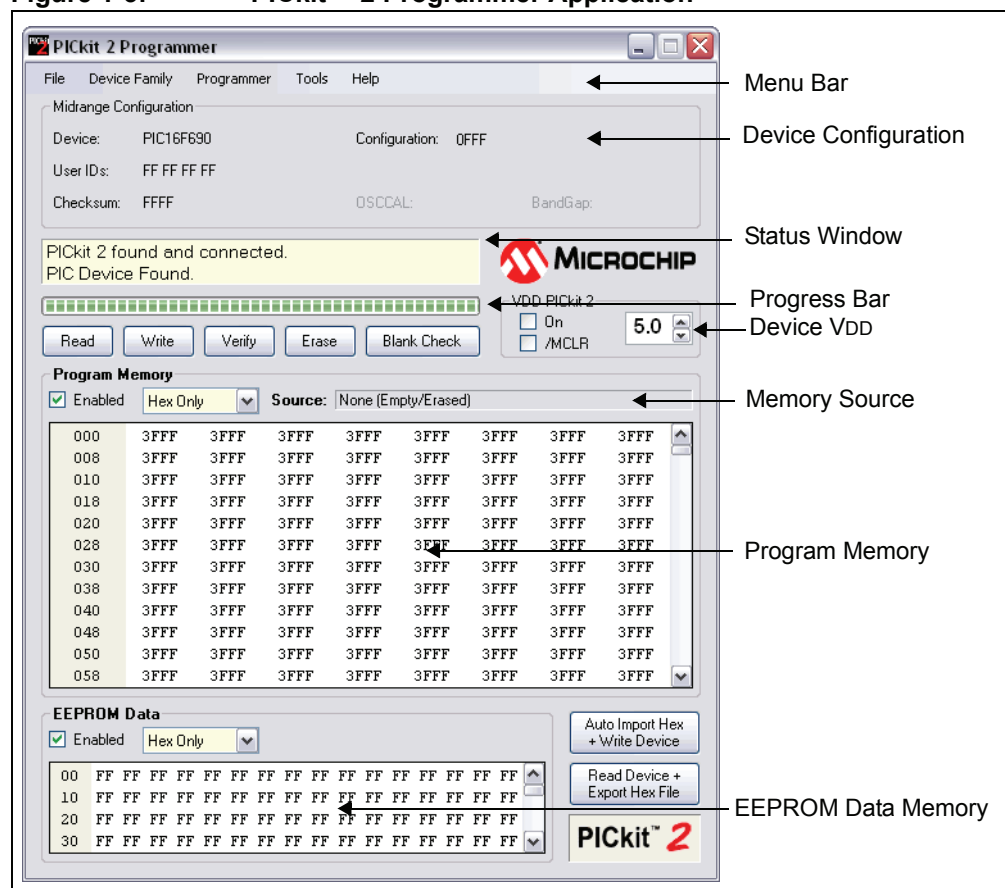 Figure 1-3: PICkit™ 2 Programmer Application
PICkit 2 Programmer
File Device Family Programmer Tools Help
Menu Bar
Midrange Configuration
Device: PIC16F690 Configuration: 0FFF
Device Configuration
User IDs: FF FF FF FF
Checksum: FFFF OSCCAL: BandGap:
PICkit 2 found and connected.
PIC Device Found.
Status Window
MICROCHIP
Progress Bar
VDD PICkit 2
On
/MCLR
5.0
Device VDD
Read Write Verify Erase Blank Check
Program Memory
Enabled Hex Only Source: None (Empty/Erased)
Memory Source
000 3FFF 3FFF 3FFF 3FFF 3FFF 3FFF 3FFF 3FFF
008 3FFF 3FFF 3FFF 3FFF 3FFF 3FFF 3FFF 3FFF
010 3FFF 3FFF 3FFF 3FFF 3FFF 3FFF 3FFF 3FFF
018 3FFF 3FFF 3FFF 3FFF 3FFF 3FFF 3FFF 3FFF
020 3FFF 3FFF 3FFF 3FFF 3FFF 3FFF 3FFF 3FFF
028 3FFF 3FFF 3FFF 3FFF 3FFF 3FFF 3FFF 3FFF
Program Memory
030 3FFF 3FFF 3FFF 3FFF 3FFF 3FFF 3FFF 3FFF
038 3FFF 3FFF 3FFF 3FFF 3FFF 3FFF 3FFF 3FFF
040 3FFF 3FFF 3FFF 3FFF 3FFF 3FFF 3FFF 3FFF
048 3FFF 3FFF 3FFF 3FFF 3FFF 3FFF 3FFF 3FFF
050 3FFF 3FFF 3FFF 3FFF 3FFF 3FFF 3FFF 3FFF
058 3FFF 3FFF 3FFF 3FFF 3FFF 3FFF 3FFF 3FFF
EEPROM Data
Enabled Hex Only
00 FF FF FF FF FF FF FF FF FF FF FF FF FF FF FF FF
10 FF FF FF FF FF FF FF FF FF FF FF FF FF FF FF FF
20 FF FF FF FF FF FF FF FF FF FF FF FF FF FF FF FF
30 FF FF FF FF FF FF FF FF FF FF FF FF FF FF FF FF
Auto Import Hex
+ Write Device
Read Device +
Export Hex File
EEPROM Data Memory
PICkit™ 2